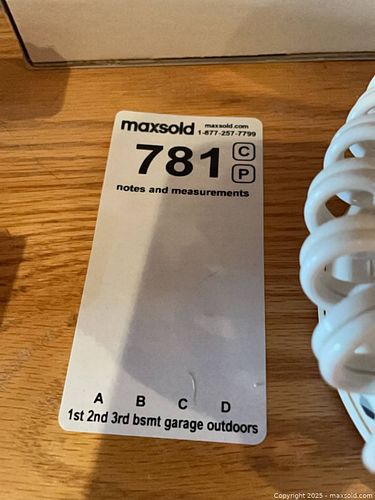 maxsold maxsold.com
1-877-257-7799
781 C
P
notes and measurements
A B C D
1st 2nd 3rd bsmt garage outdoors
Copyright © 2025 - maxsold.com